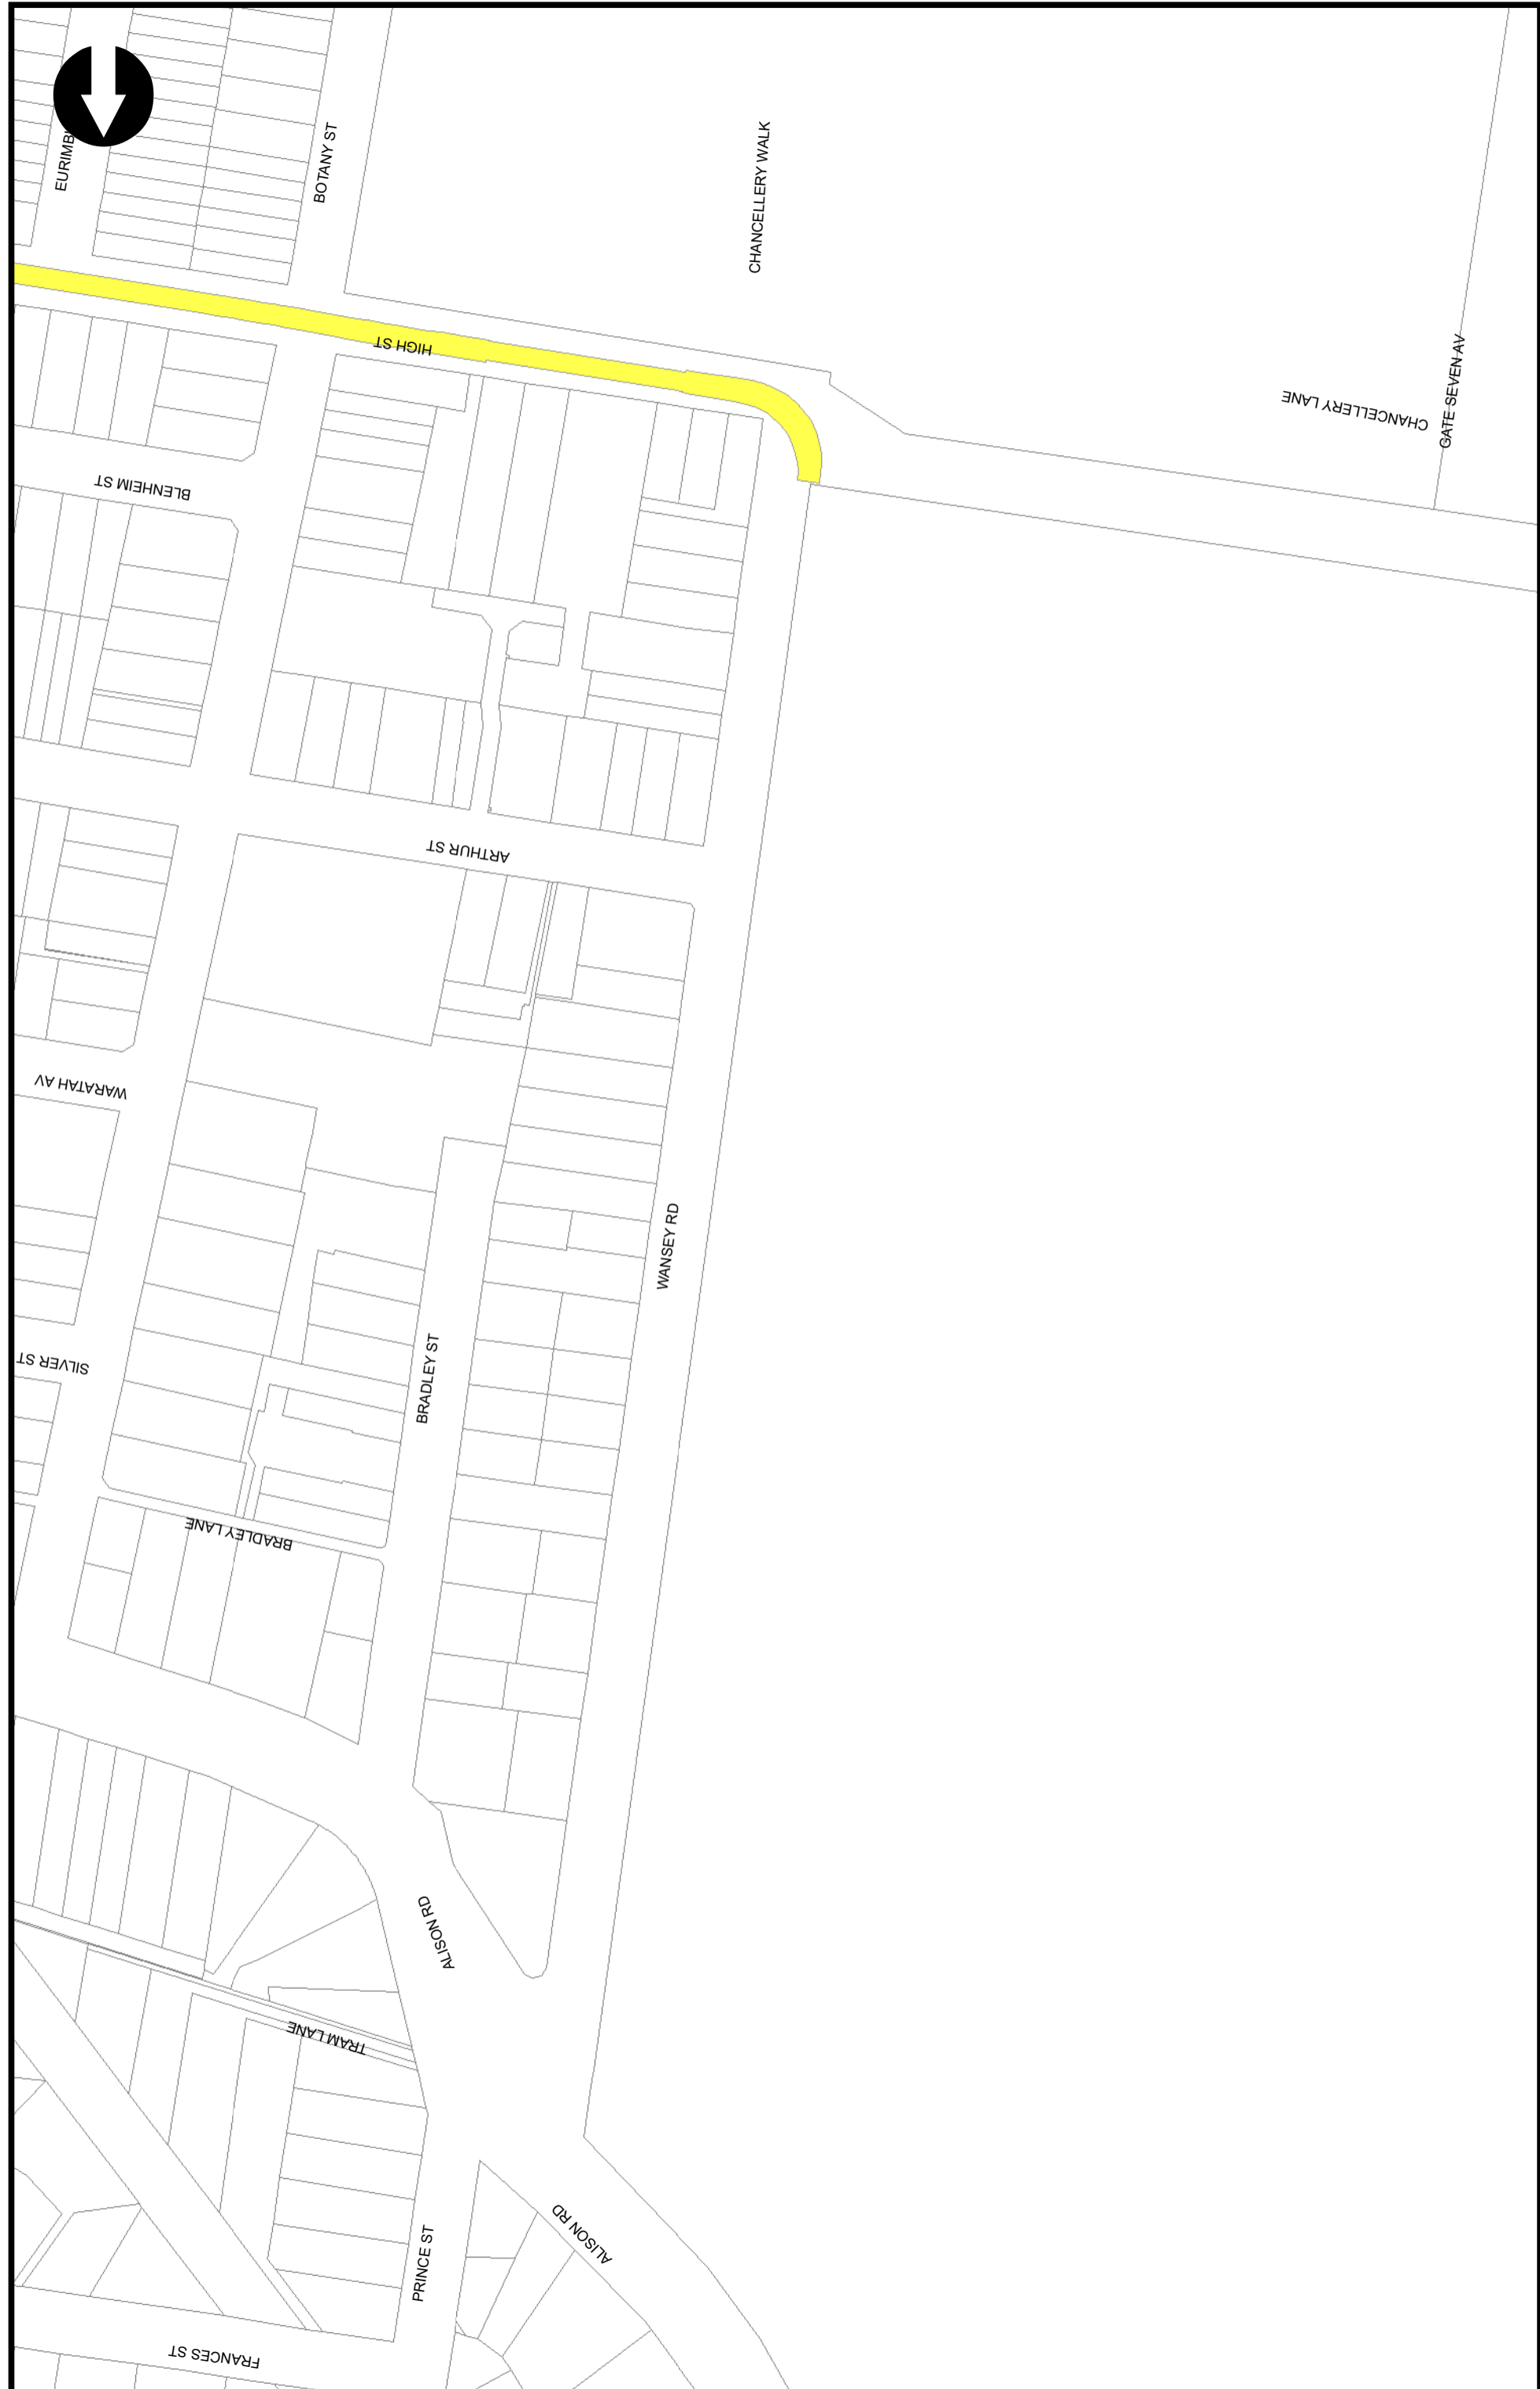 EURIMB
BOTANY ST
CHANCELLERY WALK
HIGH ST
GATE SEVEN AV
CHANCELLERY LANE
BLENHEIM ST
ARTHUR ST
WARATAH AV
WANSEY RD
SILVER ST
BRADLEY ST
BRADLEY LANE
ALISON RD
TRAM LANE
ALISON RD
PRINCE ST
FRANCES ST